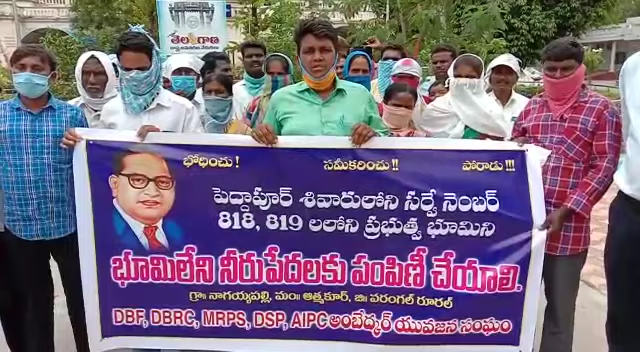 తెలంగాణ
భోధించు! సమీకరించు!! పోరాడు!!!
పెద్దాపూర్ శివారులోని సర్వే నెంబర్
818, 819 లలోని ప్రభుత్వ భూమిని
భూమిలేని నీరుపేదలకు పంపిణీ చేయాలి.
గ్రా॥ నాగయ్యపల్లి, మం॥ ఆత్మకూర్, జి॥ వరంగల్ రూరల్
DBF, DBRC, MRPS, DSP, AIPC అంబేద్కర్ యువజన సంఘం